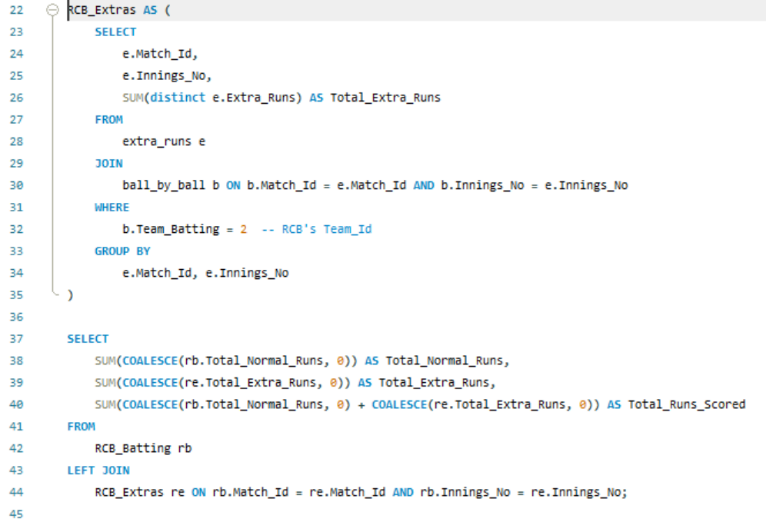 22 RCB_Extras AS (
23 SELECT
24 e.Match_Id,
25 e.Innings_No,
26 SUM(distinct e.Extra_Runs) AS Total_Extra_Runs
27 FROM
28 extra_runs e
29 JOIN
30 ball_by_ball b ON b.Match_Id = e.Match_Id AND b.Innings_No = e.Innings_No
31 WHERE
32 b.Team_Batting = 2 -- RCB's Team_Id
33 GROUP BY
34 e.Match_Id, e.Innings_No
35 )
36
37 SELECT
38 SUM(COALESCE(rb.Total_Normal_Runs, 0)) AS Total_Normal_Runs,
39 SUM(COALESCE(re.Total_Extra_Runs, 0)) AS Total_Extra_Runs,
40 SUM(COALESCE(rb.Total_Normal_Runs, 0) + COALESCE(re.Total_Extra_Runs, 0)) AS Total_Runs_Scored
41 FROM
42 RCB_Batting rb
43 LEFT JOIN
44 RCB_Extras re ON rb.Match_Id = re.Match_Id AND rb.Innings_No = re.Innings_No;
45